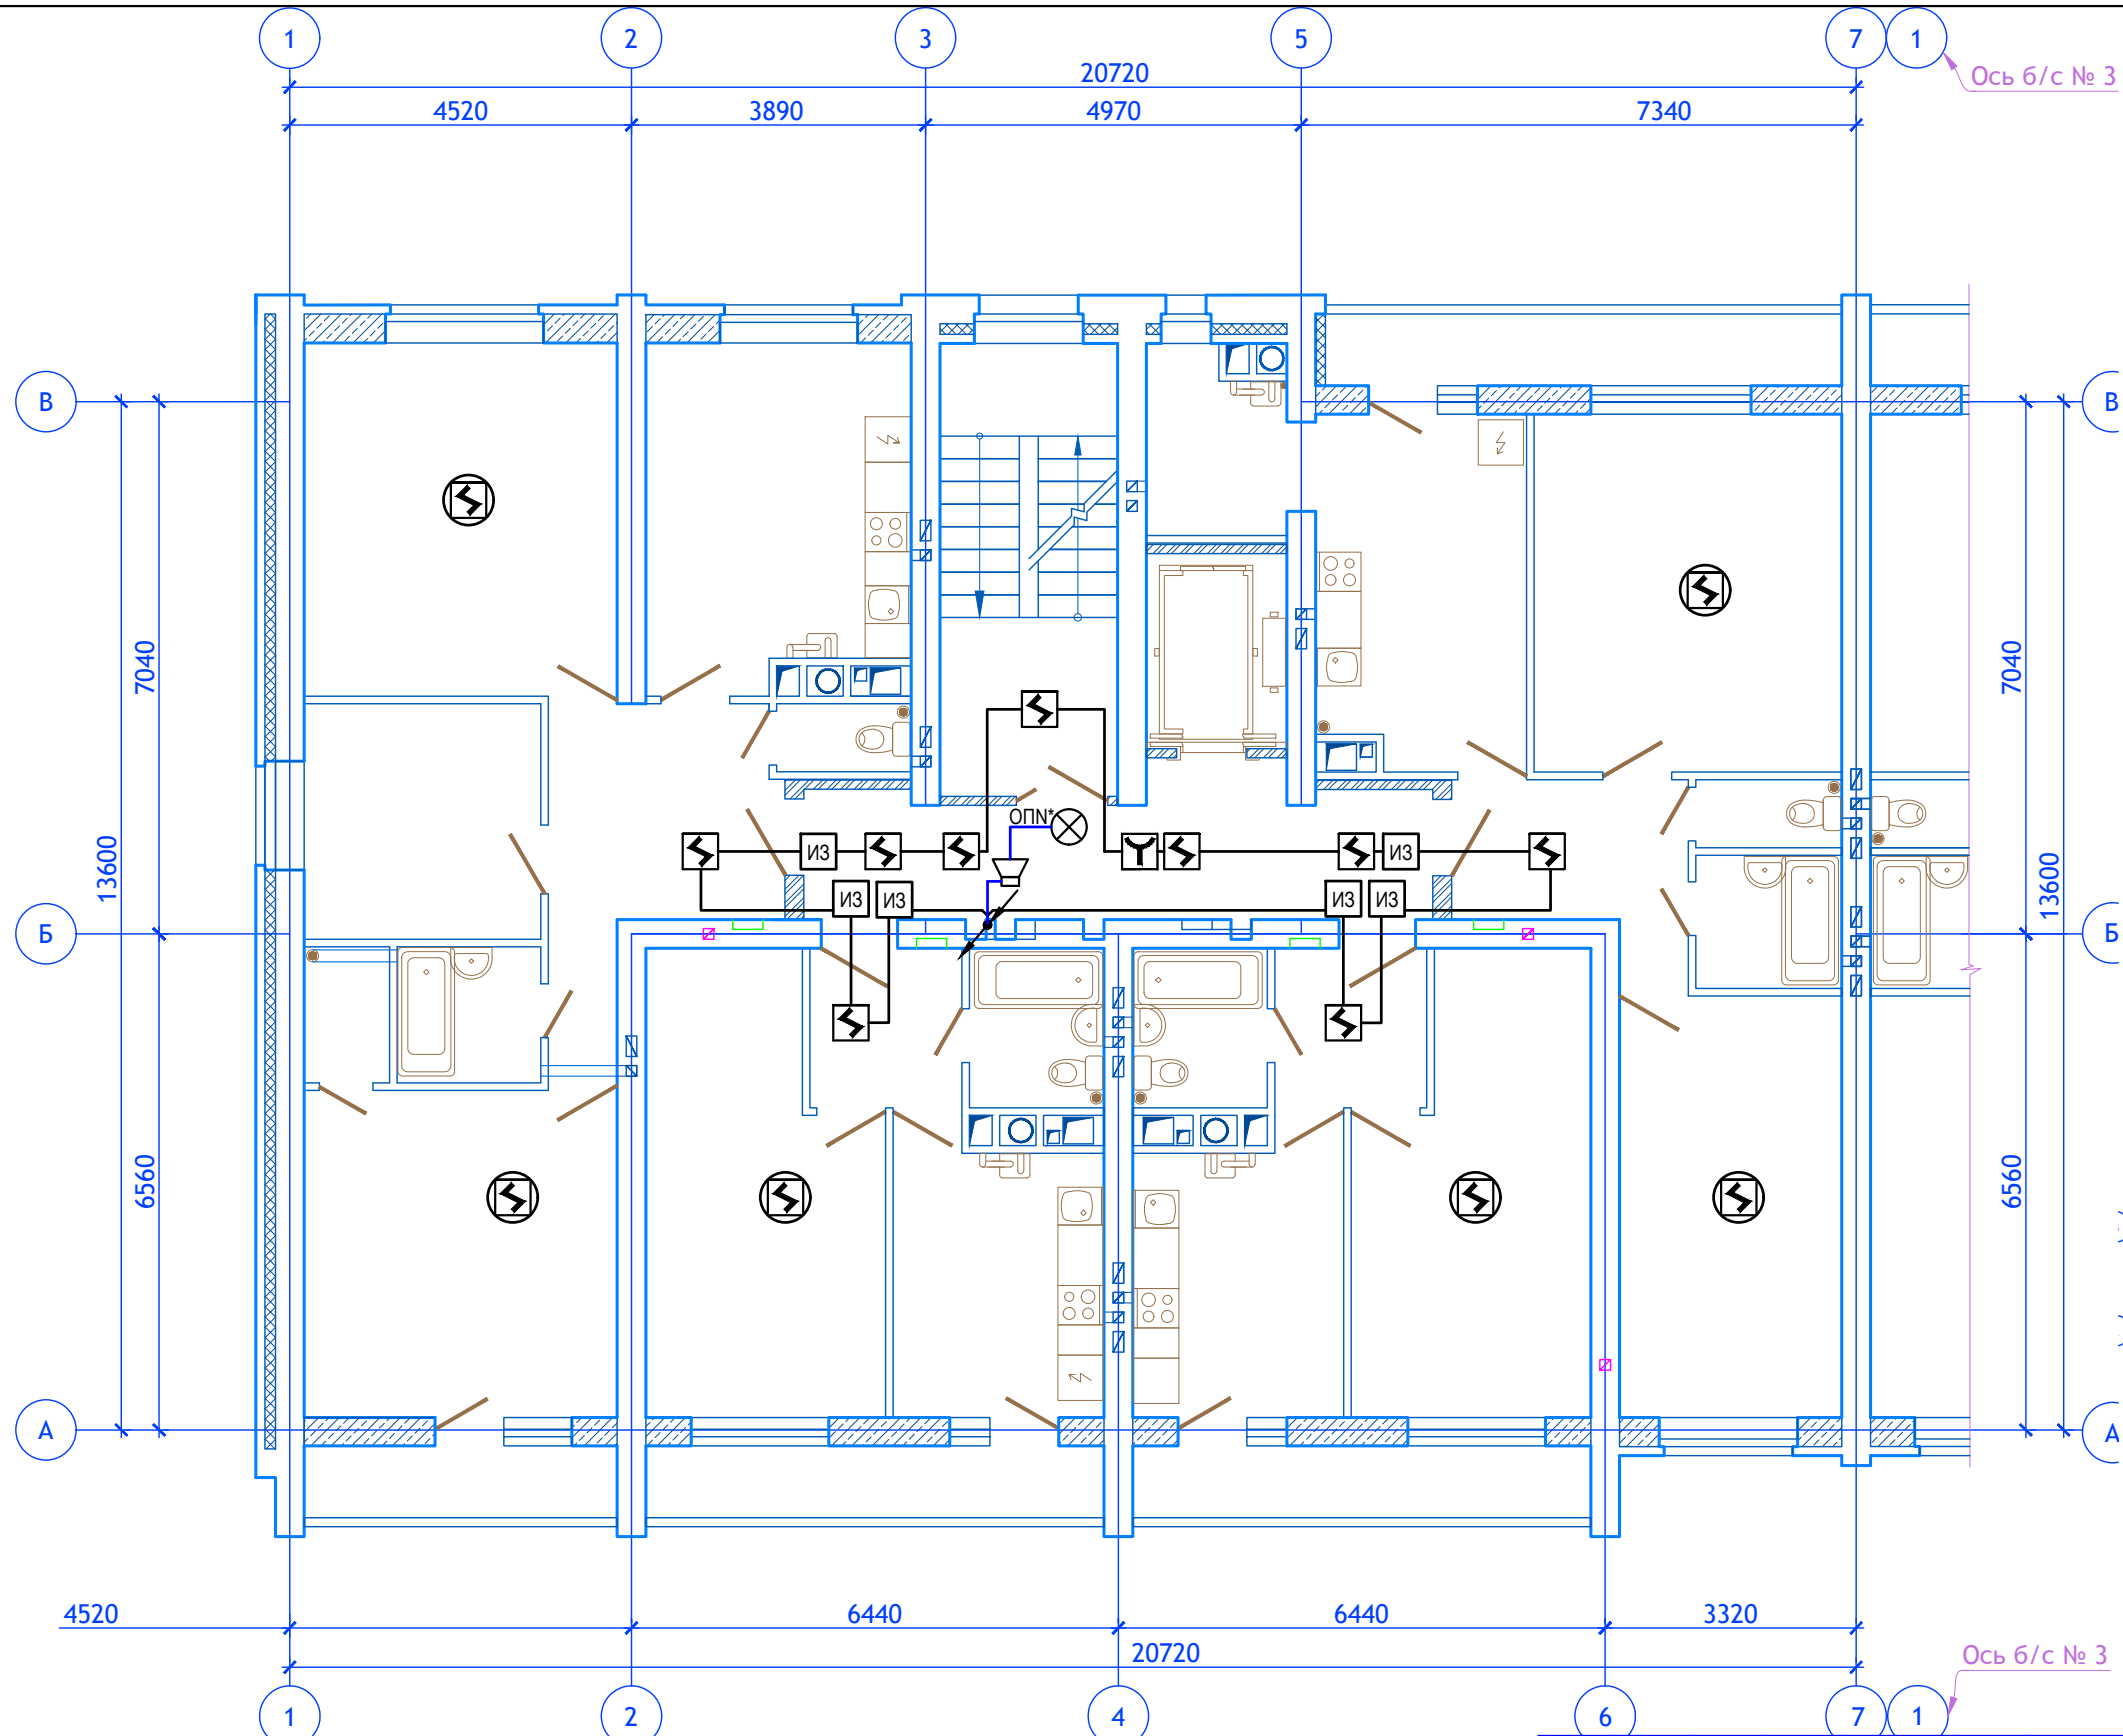 1 2 3 5 7 1
Ось б/с № 3
20720
4520 3890 4970 7340
В В
7040 7040
13600 13600
ОПN*
ИЗ ИЗ
ИЗ ИЗ ИЗ ИЗ
Б Б
6560 6560
А А
4520 6440 6440 3320
20720
Ось б/с № 3
1 2 4 6 7 1